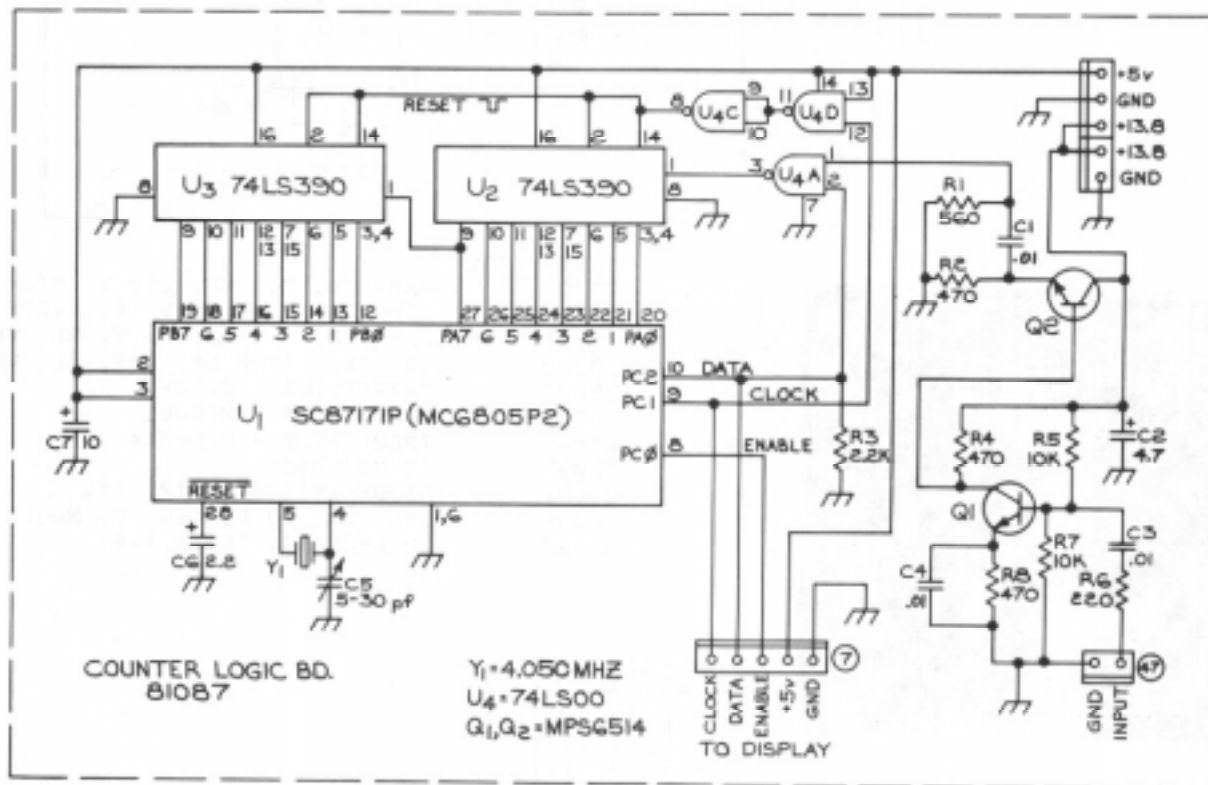 +5v
GND
+13.8
+13.8
GND
RESET
16
2
14
16
2
14
8
U4C
9
10
11
U4D
14
13
12
8
U3 74LS390
1
U2 74LS390
1
8
3
U4A
1
2
7
9
10
11
12
13
7
15
6
5
3,4
9
10
11
12
13
7
15
6
5
3,4
R1
560
C1
.01
R2
470
Q2
19 18 17 16 15 14 13 12
PB7 6 5 4 3 2 1 PBØ
27 26 25 24 23 22 21 20
PA7 6 5 4 3 2 1 PAØ
2
3
U1 SC87171P (MC6805P2)
PC2 10 DATA
PC1 9 CLOCK
PCØ 8 ENABLE
+
C7 10
R3
2.2K
R4
470
R5
10K
+
C2
4.7
RESET
28
5
4
1,6
+
C6 2.2
Y1
C5
5-30 pf
Q1
C4
.01
R8
470
R7
10K
C3
.01
R6
220
COUNTER LOGIC BD.
81087
Y1=4.050MHZ
U4=74LS00
Q1,Q2=MPS6514
7
CLOCK
DATA
ENABLE
+5v
GND
TO DISPLAY
47
GND
INPUT